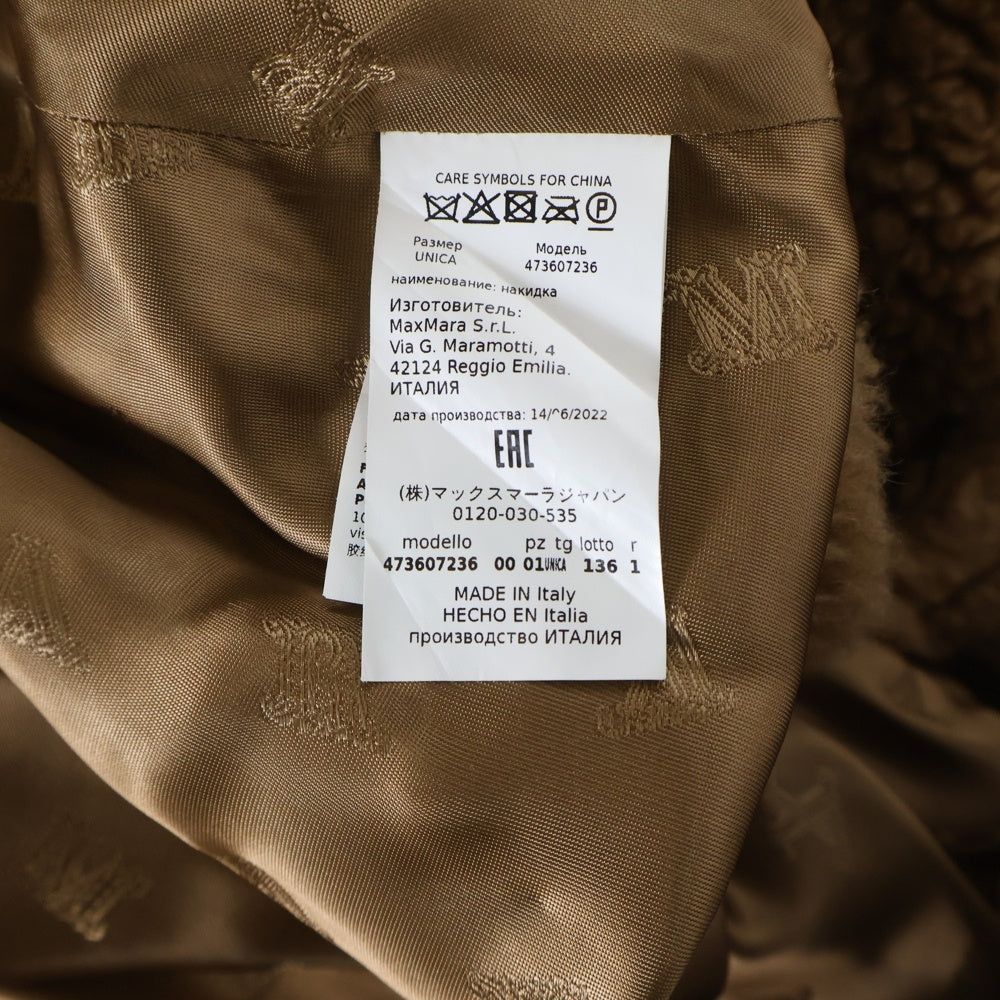 CARE SYMBOLS FOR CHINA
P
Размер Модель
UNICA 473607236
наименование: накидка
Изготовитель:
MaxMara S.r.L.
Via G. Maramotti, 4
42124 Reggio Emilia.
ИТАЛИЯ
дата производства: 14/06/2022
EAC
(株)マックスマーラジャパン
0120-030-535
modello pz tg lotto r
473607236 00 01 UNICA 136 1
MADE IN Italy
HECHO EN Italia
производство ИТАЛИЯ